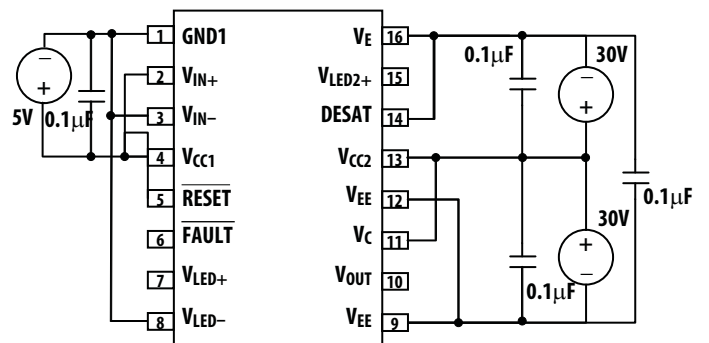 5V
0.1μF
1 GND1
2 VIN+
3 VIN−
4 VCC1
5 RESET
6 FAULT
7 VLED+
8 VLED−
VE 16
VLED2+ 15
DESAT 14
VCC2 13
VEE 12
VC 11
VOUT 10
VEE 9
0.1μF
30V
0.1μF
30V
0.1μF